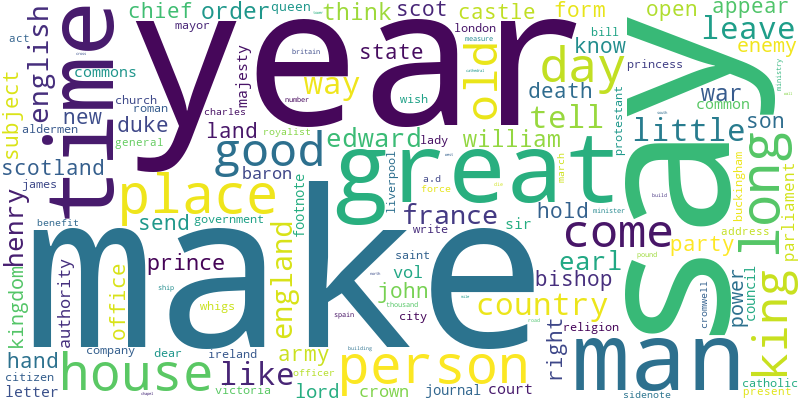 chief order queen think scot castle form open appear
time year say
mayor london bill leave
act english commons state old know princess enemy
britain measure
subject church roman new way day death war common
aldermen duke majesty wish tell protestant
general charles number little son
land royalist edward lady william
scotland good great long
james baron footnote liverpool a.d march force
henry place france hold buckingham
benefit send government sir minister address parliament
kingdom authority england write come party
office prince saint vol earl power council
make john city bishop cromwell king
whigs thousand country pound
ship spain religion right
hand company ireland army person man
citizen dear officer building road
letter house like lord crown journal court sidenote catholic
victoria present
chapel